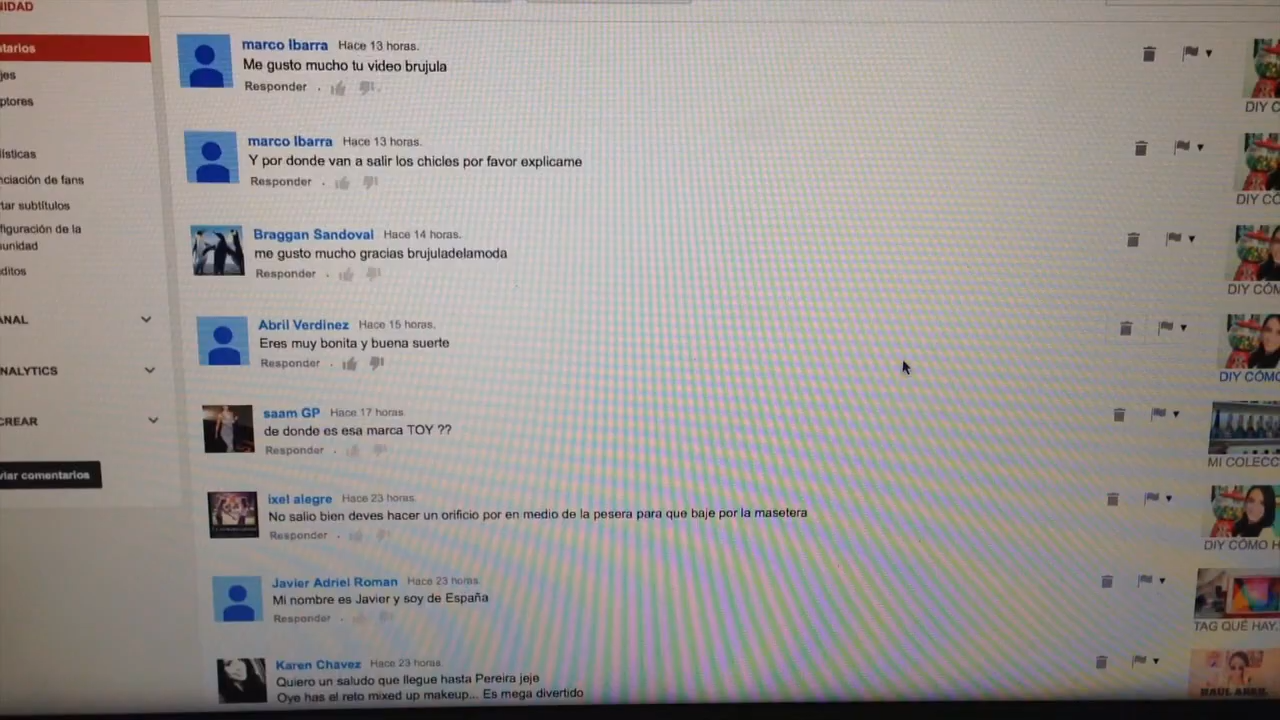 NIDAD
tarios
jes
ptores
ísticas
nciación de fans
tar subtítulos
figuración de la
unidad
ditos
ANAL
NALYTICS
CREAR
viar comentarios
marco Ibarra Hace 13 horas.
Me gusto mucho tu video brujula
Responder .
marco Ibarra Hace 13 horas.
Y por donde van a salir los chicles por favor explicame
Responder .
Braggan Sandoval Hace 14 horas.
me gusto mucho gracias brujuladelamoda
Responder .
Abril Verdinez Hace 15 horas.
Eres muy bonita y buena suerte
Responder .
saam GP Hace 17 horas.
de donde es esa marca TOY ??
Responder .
ixel alegre Hace 23 horas.
No salio bien deves hacer un orificio por en medio de la pesera para que baje por la masetera
Responder .
Javier Adriel Roman Hace 23 horas.
Mi nombre es Javier y soy de España
Responder .
Karen Chavez Hace 23 horas.
Quiero un saludo que llegue hasta Pereira jeje
Oye has el reto mixed up makeup... Es mega divertido
DIY C
DIY CÓ
DIY CÓM
DIY CÓMO
MI COLECC
DIY CÓMO H
TAG QUÉ HAY